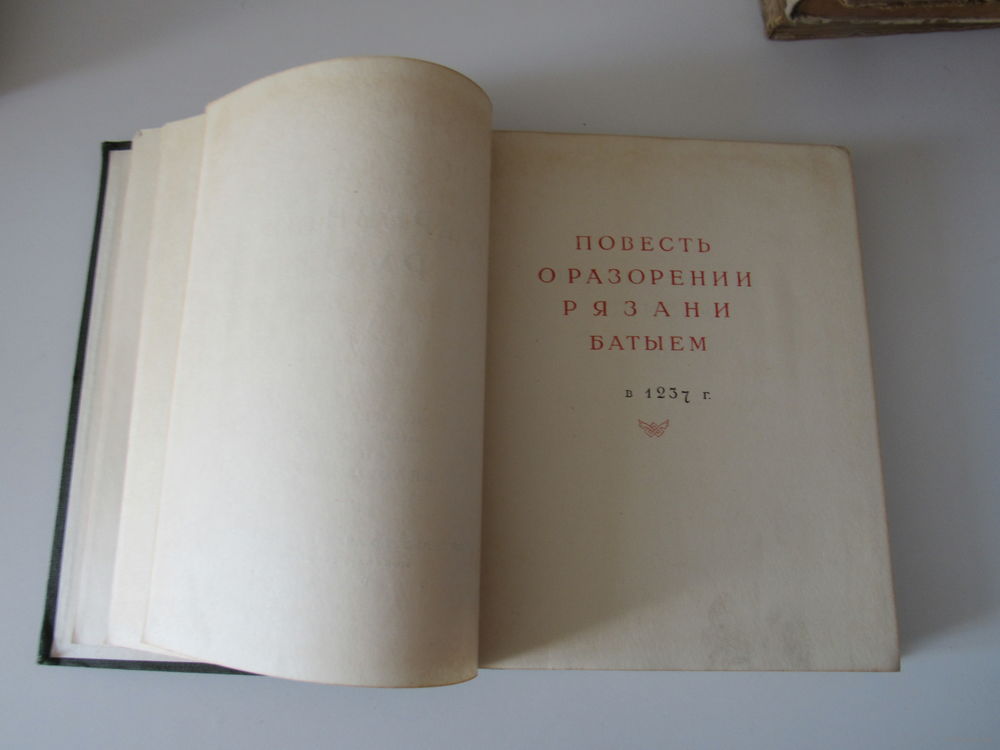 ПОВЕСТЬ
О РАЗОРЕНИИ
РЯЗАНИ
БАТЫЕМ
в 1237 г.